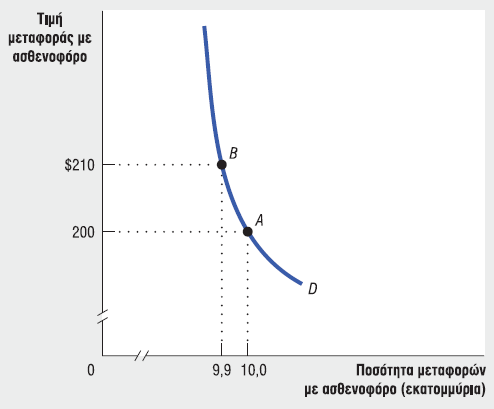 Τιμή
μεταφοράς με
ασθενοφόρο
$210
B
200
A
D
0
9,9
10,0
Ποσότητα μεταφορών
με ασθενοφόρο (εκατομμύρια)